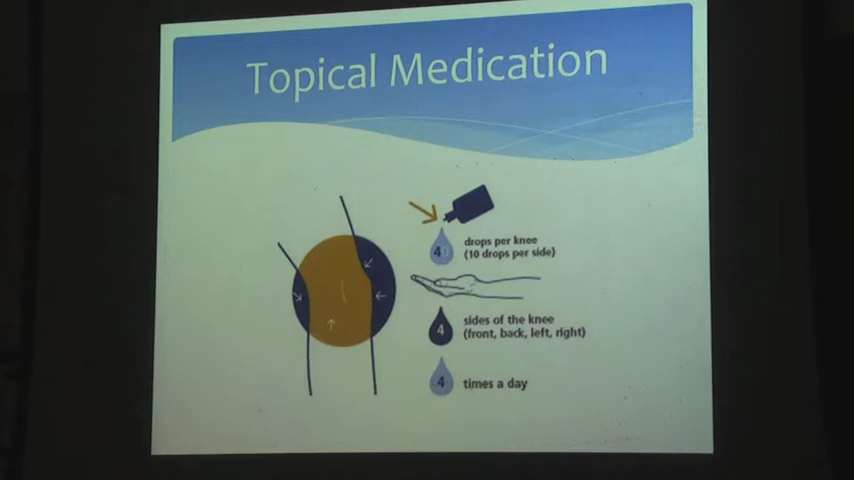 Topical Medication
drops per knee
(10 drops per side)
4
sides of the knee
4
(front, back, left, right)
4
times a day